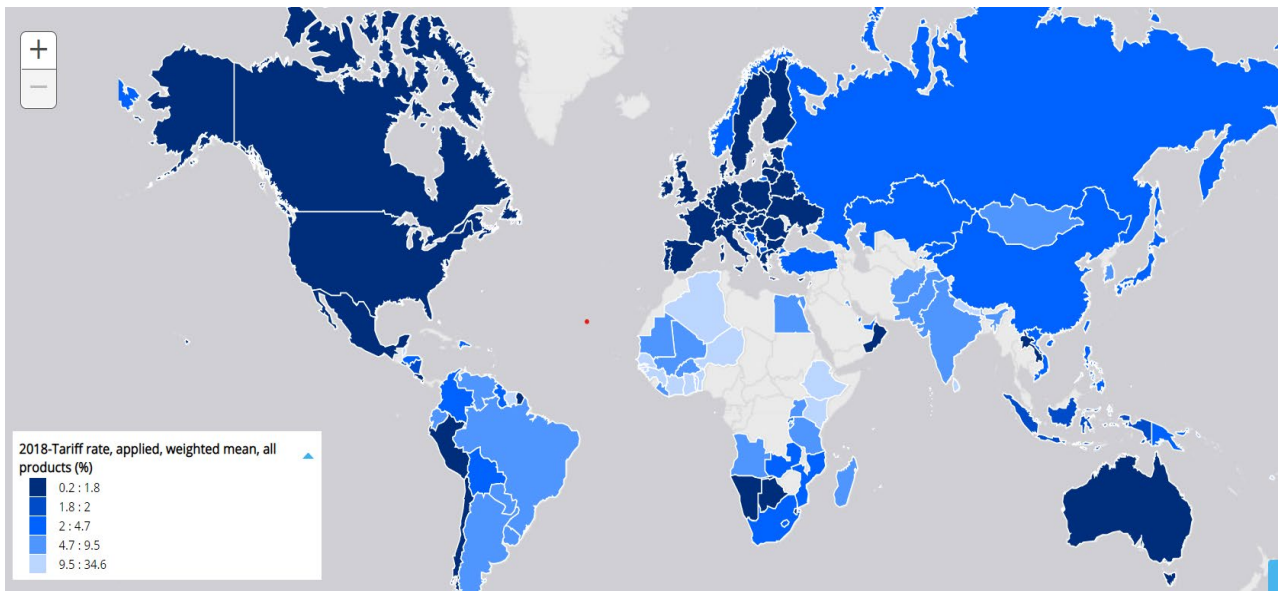 +
−
2018-Tariff rate, applied, weighted mean, all
products (%)
0.2 : 1.8
1.8 : 2
2 : 4.7
4.7 : 9.5
9.5 : 34.6